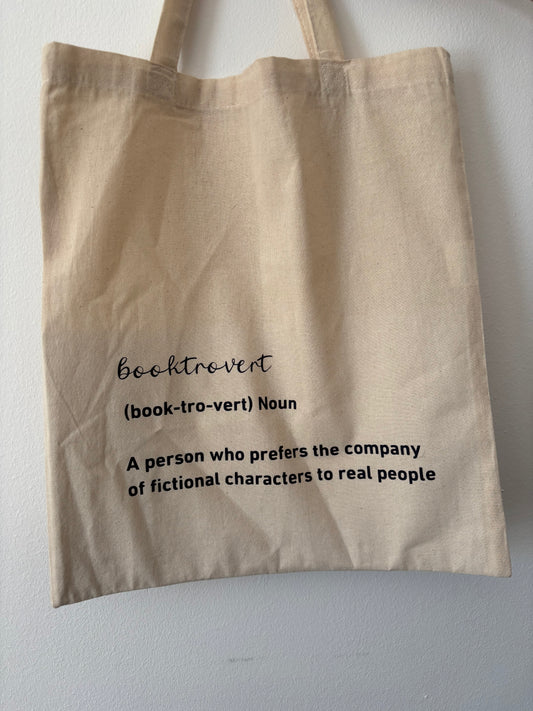 booktrovert
(book-tro-vert) Noun
A person who prefers the company
of fictional characters to real people